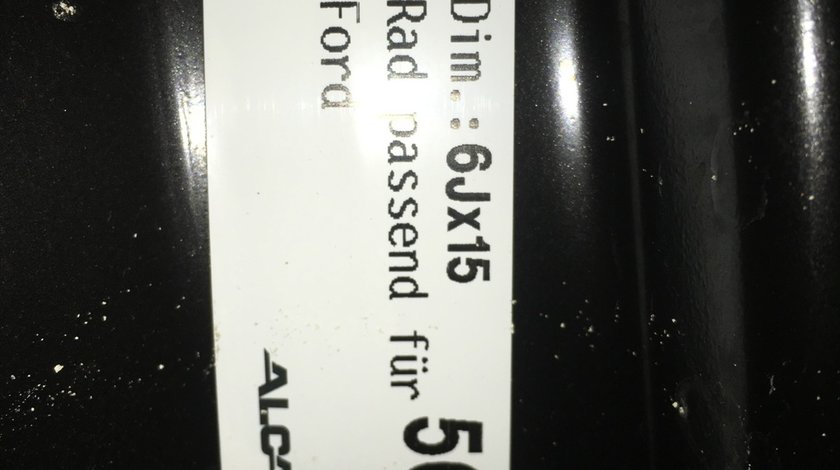 Dim.: 6Jx15
Rad passend für
Ford